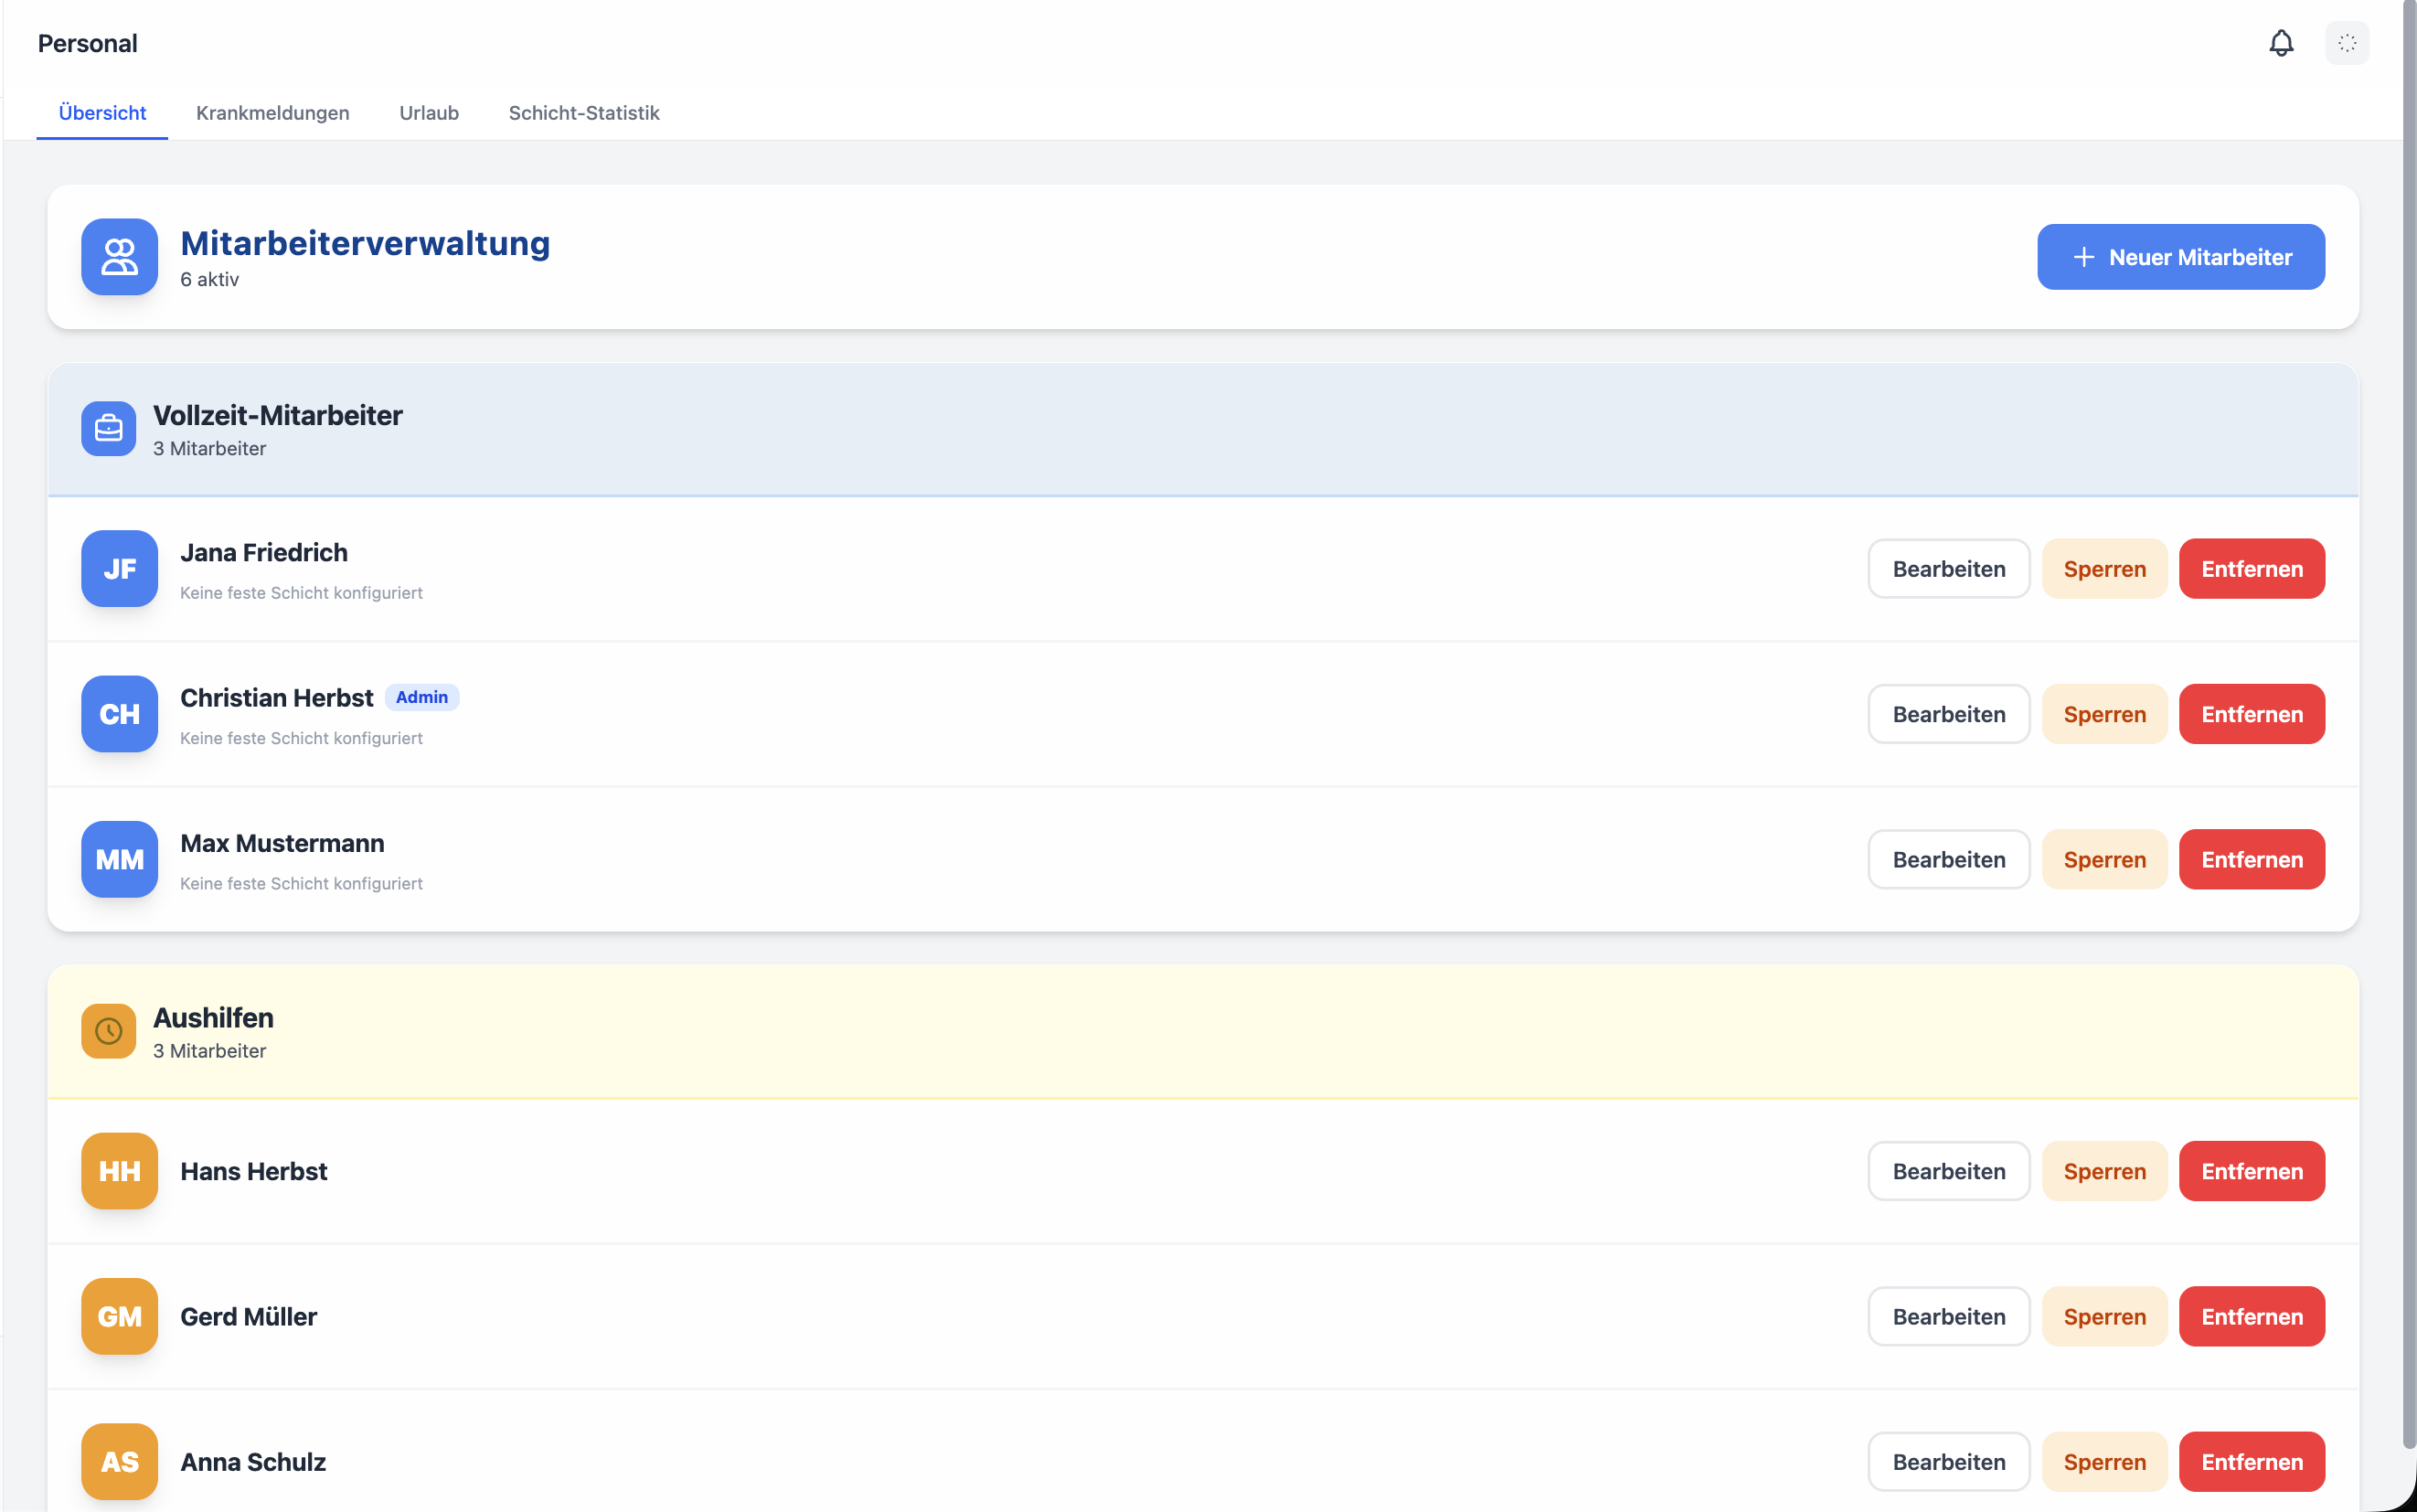 Personal
Übersicht Krankmeldungen Urlaub Schicht-Statistik
Mitarbeiterverwaltung
6 aktiv
Neuer Mitarbeiter
Vollzeit-Mitarbeiter
3 Mitarbeiter
JF
Jana Friedrich
Keine feste Schicht konfiguriert
Bearbeiten Sperren Entfernen
CH
Christian Herbst Admin
Keine feste Schicht konfiguriert
Bearbeiten Sperren Entfernen
MM
Max Mustermann
Keine feste Schicht konfiguriert
Bearbeiten Sperren Entfernen
Aushilfen
3 Mitarbeiter
HH
Hans Herbst
Bearbeiten Sperren Entfernen
GM
Gerd Müller
Bearbeiten Sperren Entfernen
AS
Anna Schulz
Bearbeiten Sperren Entfernen